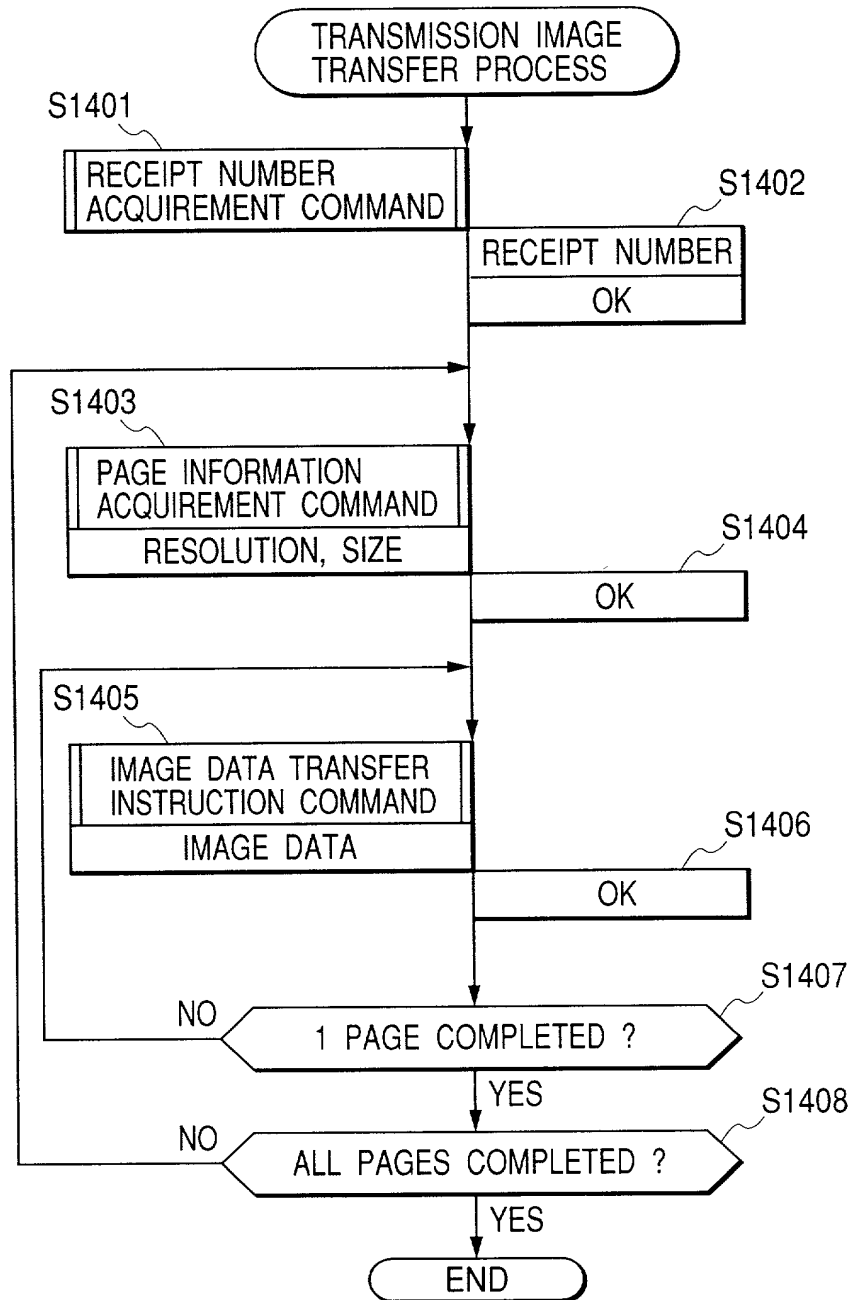 TRANSMISSION IMAGE
TRANSFER PROCESS
S1401
RECEIPT NUMBER
ACQUIREMENT COMMAND
S1402
RECEIPT NUMBER
OK
S1403
PAGE INFORMATION
ACQUIREMENT COMMAND
RESOLUTION, SIZE
S1404
OK
S1405
IMAGE DATA TRANSFER
INSTRUCTION COMMAND
IMAGE DATA
S1406
OK
S1407
NO
1 PAGE COMPLETED ?
YES
S1408
NO
ALL PAGES COMPLETED ?
YES
END